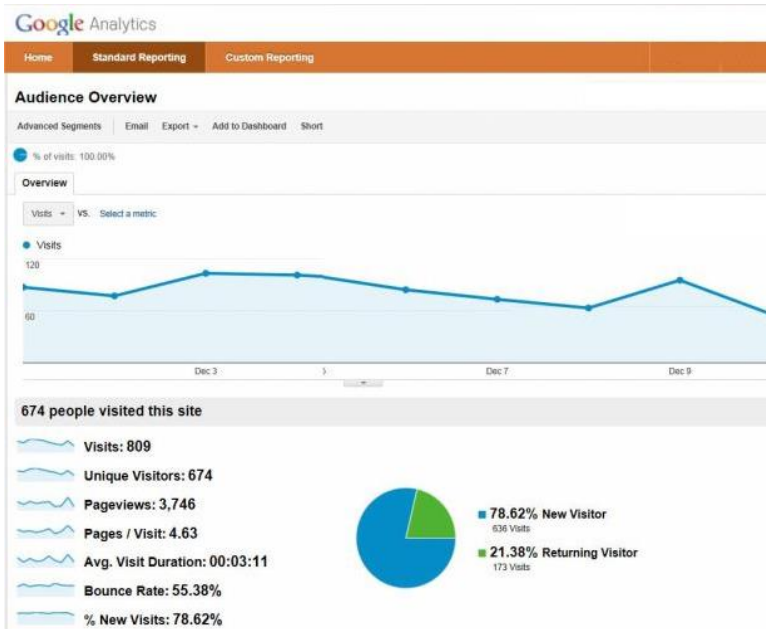 Google Analytics
Home Standard Reporting Custom Reporting
Audience Overview
Advanced Segments Email Export Add to Dashboard Short
% of visits: 100.00%
Overview
Visits VS. Select a metric
Visits
120
60
Dec 3 Dec 7 Dec 9
674 people visited this site
Visits: 809
Unique Visitors: 674
Pageviews: 3,746
Pages / Visit: 4.63
Avg. Visit Duration: 00:03:11
Bounce Rate: 55.38%
% New Visits: 78.62%
78.62% New Visitor
636 Visits
21.38% Returning Visitor
173 Visits